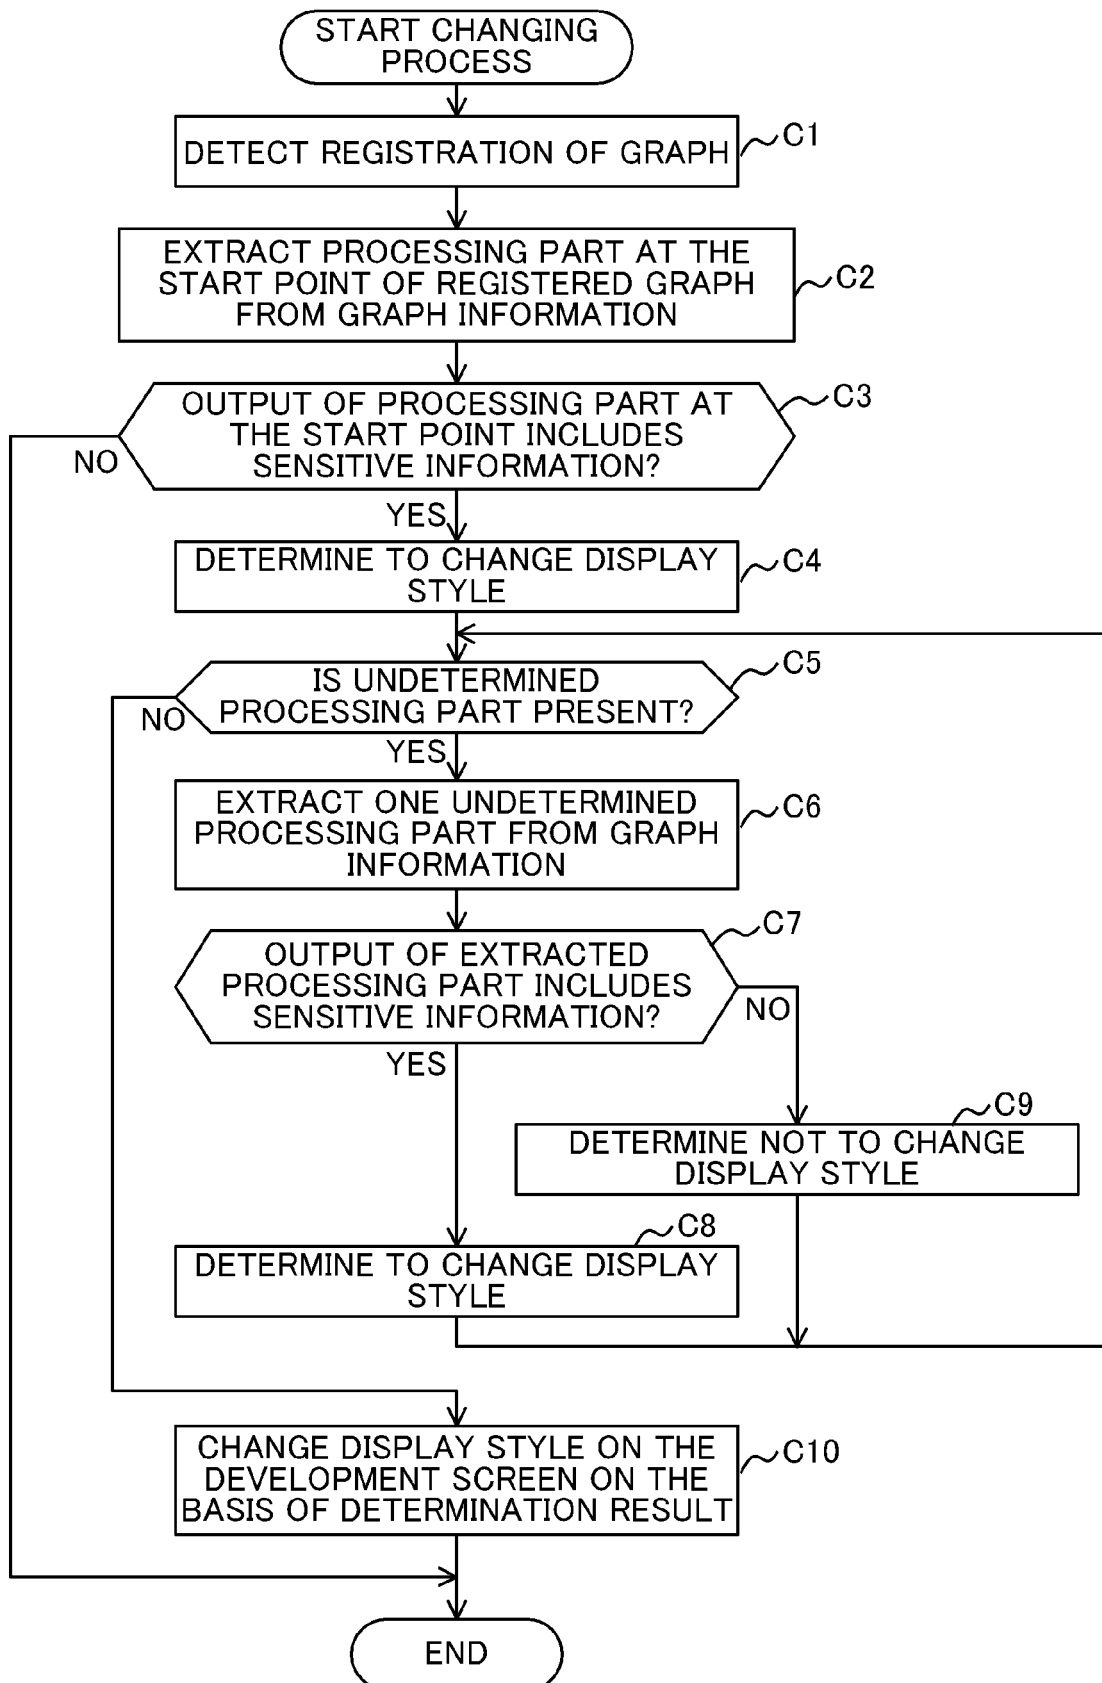 START CHANGING
PROCESS
DETECT REGISTRATION OF GRAPH
C1
EXTRACT PROCESSING PART AT THE
START POINT OF REGISTERED GRAPH
FROM GRAPH INFORMATION
C2
OUTPUT OF PROCESSING PART AT
THE START POINT INCLUDES
SENSITIVE INFORMATION?
C3
NO
YES
DETERMINE TO CHANGE DISPLAY
STYLE
C4
IS UNDETERMINED
PROCESSING PART PRESENT?
C5
NO
YES
EXTRACT ONE UNDETERMINED
PROCESSING PART FROM GRAPH
INFORMATION
C6
OUTPUT OF EXTRACTED
PROCESSING PART INCLUDES
SENSITIVE INFORMATION?
C7
NO
YES
DETERMINE NOT TO CHANGE
DISPLAY STYLE
C9
DETERMINE TO CHANGE DISPLAY
STYLE
C8
CHANGE DISPLAY STYLE ON THE
DEVELOPMENT SCREEN ON THE
BASIS OF DETERMINATION RESULT
C10
END